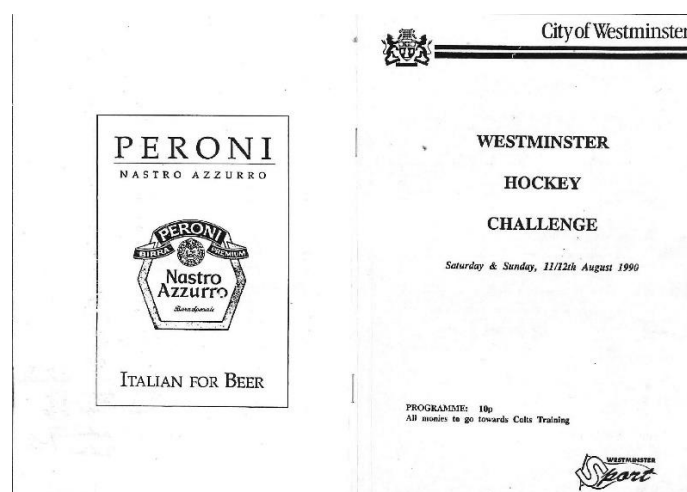 PERONI
NASTRO AZZURRO
PERONI
BIRRA PREMIUM
Nastro
Azzurro
ITALIAN FOR BEER
City of Westminster
WESTMINSTER
HOCKEY
CHALLENGE
Saturday & Sunday, 11/12th August 1990
PROGRAMME: 10p
All monies to go towards Colts Training
WESTMINSTER
Sport